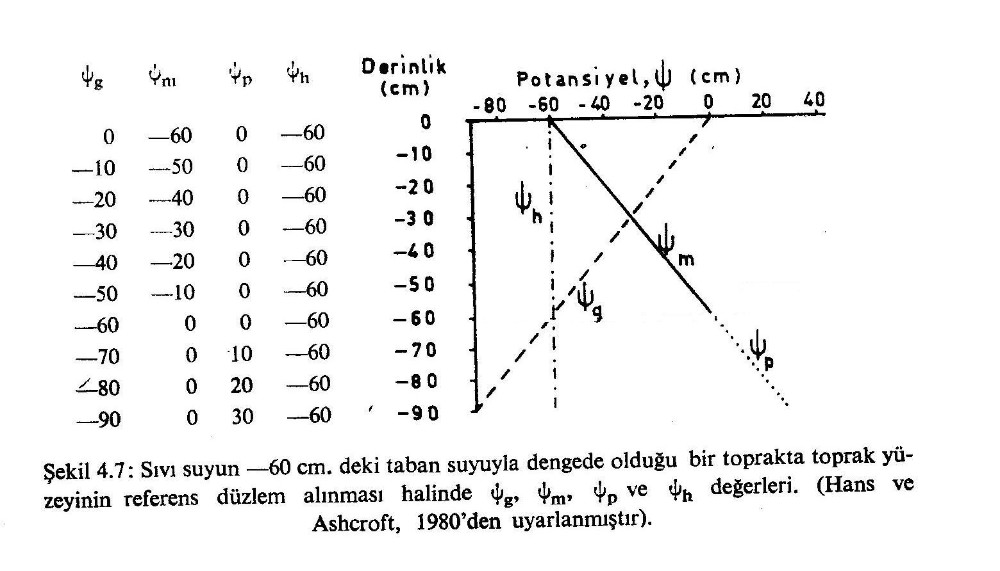 ψg ψm ψp ψh Derinlik (cm) Potansiyel, ψ (cm)
-80 -60 -40 -20 0 20 40
0 —60 0 —60 0
—10 —50 0 —60 -10
—20 —40 0 —60 -20
—30 —30 0 —60 -30
—40 —20 0 —60 -40
—50 —10 0 —60 -50
—60 0 0 —60 -60
—70 0 10 —60 -70
—80 0 20 —60 -80
—90 0 30 —60 -90
ψh
ψm
ψg
ψp
Şekil 4.7: Sıvı suyun —60 cm. deki taban suyuyla dengede olduğu bir toprakta toprak yü-
zeyinin referens düzlem alınması halinde ψg, ψm, ψp ve ψh değerleri. (Hans ve
Ashcroft, 1980'den uyarlanmıştır).